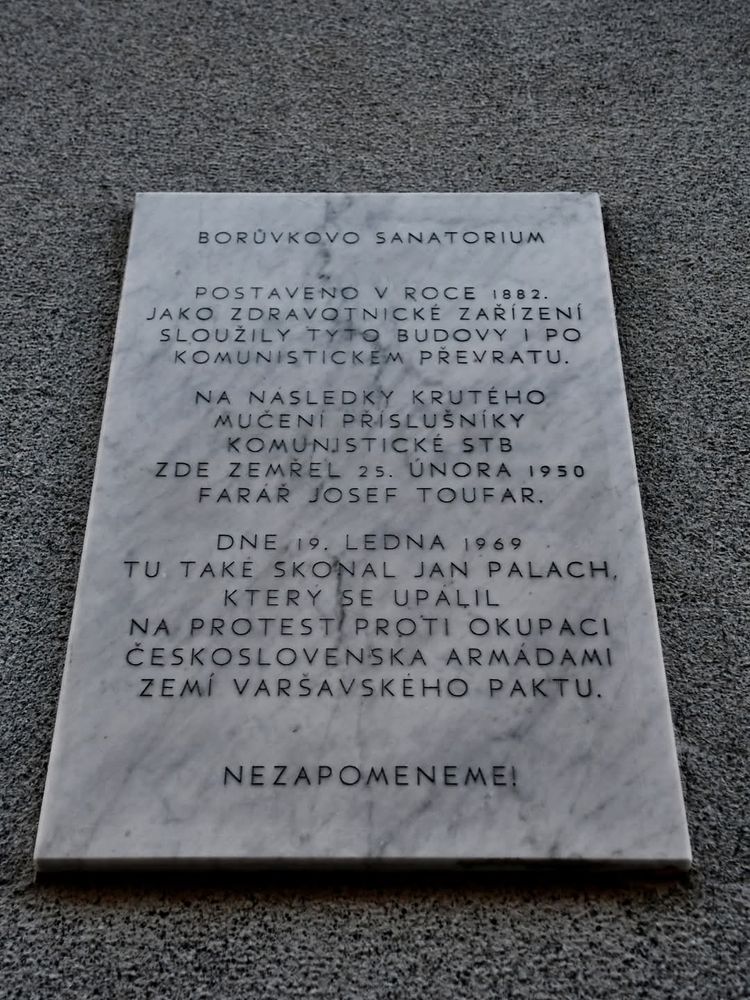 BORŮVKOVO SANATORIUM
POSTAVENO V ROCE 1882.
JAKO ZDRAVOTNICKÉ ZAŘÍZENÍ
SLOUŽILY TYTO BUDOVY I PO
KOMUNISTICKÉM PŘEVRATU.
NA NÁSLEDKY KRUTÉHO
MUČENÍ PŘÍSLUŠNÍKY
KOMUNISTICKÉ STB
ZDE ZEMŘEL 25. ÚNORA 1950
FARÁŘ JOSEF TOUFAR.
DNE 19. LEDNA 1969
TU TAKÉ SKONAL JAN PALACH,
KTERÝ SE UPÁLIL
NA PROTEST PROTI OKUPACI
ČESKOSLOVENSKA ARMÁDAMI
ZEMÍ VARŠAVSKÉHO PAKTU.
NEZAPOMENEME!